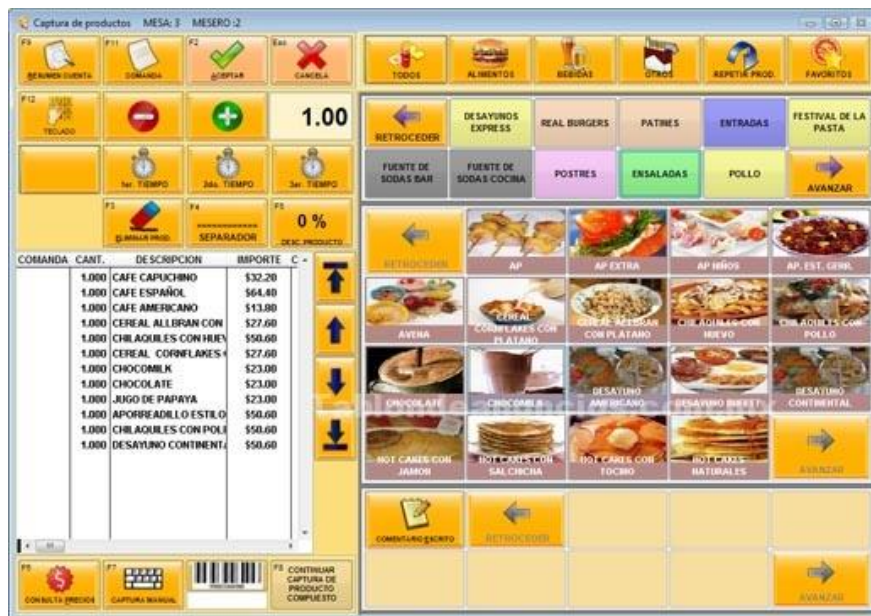 Captura de productos MESA: 3 MESERO :2
F9 RESUMEN CUENTA
F11 COMANDA
F2 ACEPTAR
Esc CANCELA
TODOS
ALIMENTOS
BEBIDAS
OTROS
REPETIR PROD.
FAVORITOS
F12 TECLADO
1.00
RETROCEDER
DESAYUNOS EXPRESS
REAL BURGERS
PATINES
ENTRADAS
FESTIVAL DE LA PASTA
1er. TIEMPO
2do. TIEMPO
3er. TIEMPO
FUENTE DE SODAS BAR
FUENTE DE SODAS COCINA
POSTRES
ENSALADAS
POLLO
AVANZAR
F3 ELIMINAR PROD.
F4 SEPARADOR
F5 0 % DESC. PRODUCTO
COMANDA CANT. DESCRIPCION IMPORTE C
1.000 CAFE CAPUCHINO $32.20
1.000 CAFE ESPAÑOL $64.40
1.000 CAFE AMERICANO $13.80
1.000 CEREAL ALLBRAN CON $27.60
1.000 CHILAQUILES CON HUEV $50.60
1.000 CEREAL CORNFLAKES $27.60
1.000 CHOCOMILK $23.00
1.000 CHOCOLATE $23.00
1.000 JUGO DE PAPAYA $23.00
1.000 APORREADILLO ESTILO $50.60
1.000 CHILAQUILES CON POLL $50.60
1.000 DESAYUNO CONTINENT $50.60
RETROCEDER
AP
AP EXTRA
AP NIÑOS
AP. EST. GERN.
AVENA
CEREAL CORNFLAKES CON PLATANO
CEREAL ALLBRAN CON PLATANO
CHILAQUILES CON HUEVO
CHILAQUILES CON POLLO
CHOCOLATE
CHOCOMILK
DESAYUNO AMERICANO
DESAYUNO BUFFET
DESAYUNO CONTINENTAL
HOT CAKES CON JAMON
HOT CAKES CON SALCHICHA
HOT CAKES CON TOCINO
HOT CAKES NATURALES
AVANZAR
COMENTARIO ESCRITO
RETROCEDER
AVANZAR
F6 CONSULTA PRECIOS
F7 CAPTURA MANUAL
F8 CONTINUAR CAPTURA DE PRODUCTO COMPUESTO